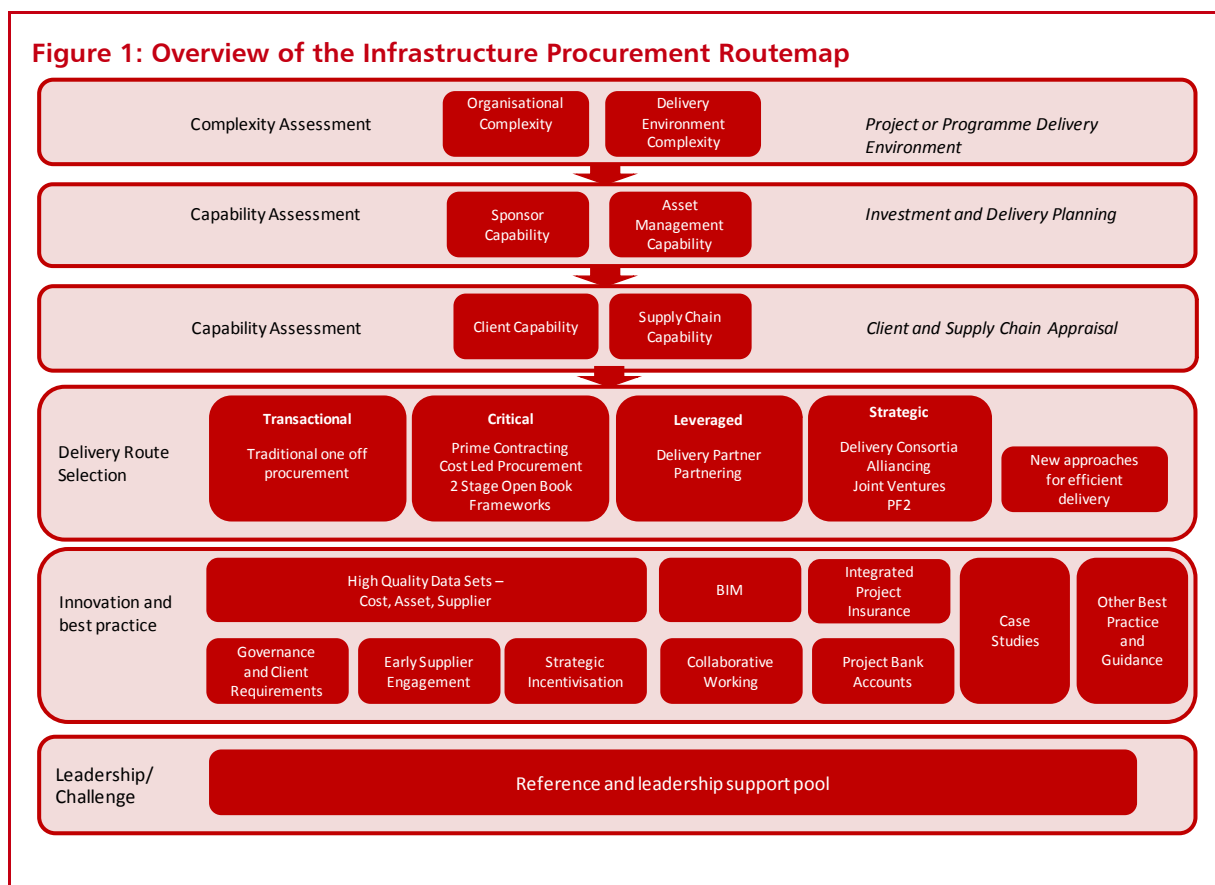 Figure 1: Overview of the Infrastructure Procurement Routemap
Complexity Assessment
Organisational
Complexity
Delivery
Environment
Complexity
Project or Programme Delivery
Environment
Capability Assessment
Sponsor
Capability
Asset
Management
Capability
Investment and Delivery Planning
Capability Assessment
Client Capability
Supply Chain
Capability
Client and Supply Chain Appraisal
Delivery Route
Selection
Transactional
Traditional one off
procurement
Critical
Prime Contracting
Cost Led Procurement
2 Stage Open Book
Frameworks
Leveraged
Delivery Partner
Partnering
Strategic
Delivery Consortia
Alliancing
Joint Ventures
PF2
New approaches
for efficient
delivery
Innovation and
best practice
High Quality Data Sets –
Cost, Asset, Supplier
BIM
Integrated
Project
Insurance
Case
Studies
Other Best
Practice
and
Guidance
Governance
and Client
Requirements
Early Supplier
Engagement
Strategic
Incentivisation
Collaborative
Working
Project Bank
Accounts
Leadership/
Challenge
Reference and leadership support pool